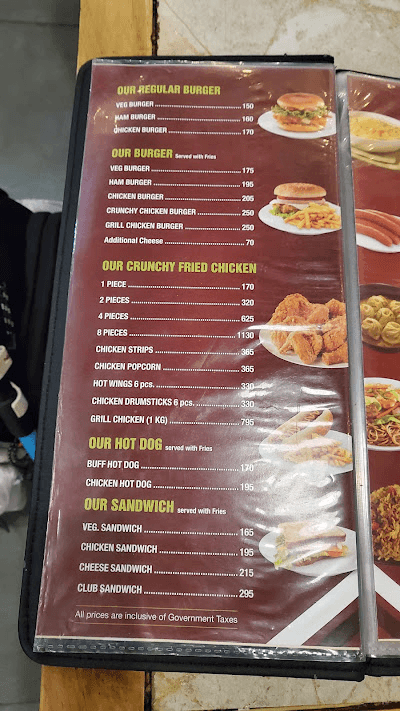 OUR REGULAR BURGER
VEG BURGER 150
HAM BURGER 160
CHICKEN BURGER 170
OUR BURGER Served with Fries
VEG BURGER 175
HAM BURGER 195
CHICKEN BURGER 205
CRUNCHY CHICKEN BURGER 250
GRILL CHICKEN BURGER 250
Additional Cheese 70
OUR CRUNCHY FRIED CHICKEN
1 PIECE 170
2 PIECES 320
4 PIECES 625
8 PIECES 1130
CHICKEN STRIPS 365
CHICKEN POPCORN 365
HOT WINGS 6 pcs. 330
CHICKEN DRUMSTICKS 6 pcs. 330
GRILL CHICKEN (1 KG) 795
OUR HOT DOG served with Fries
BUFF HOT DOG 170
CHICKEN HOT DOG 195
OUR SANDWICH served with Fries
VEG. SANDWICH 165
CHICKEN SANDWICH 195
CHEESE SANDWICH 215
CLUB SANDWICH 295
All prices are inclusive of Government Taxes